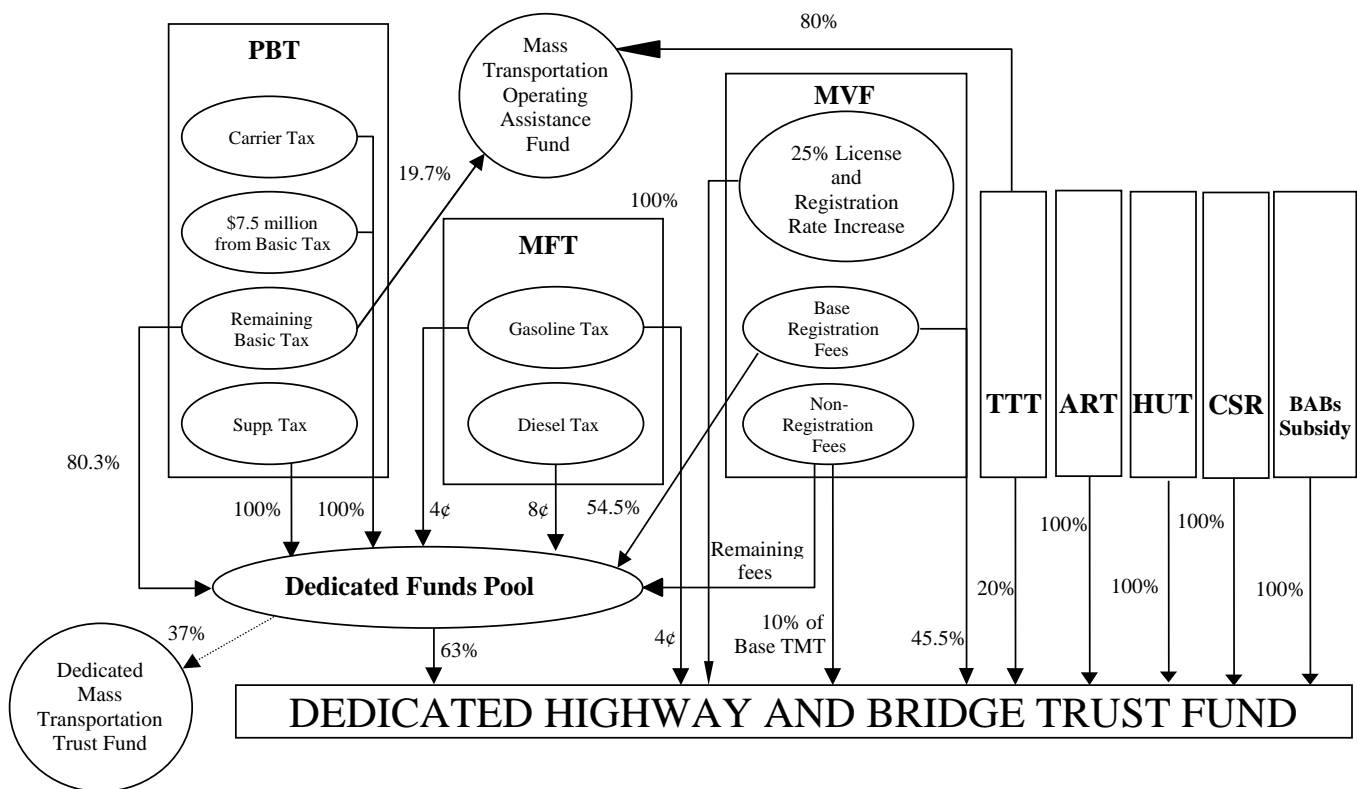 80%
PBT
Mass
Transportation
Operating
Assistance
Fund
MVF
Carrier Tax
19.7%
25% License
and
Registration
Rate Increase
$7.5 million
from Basic Tax
100%
MFT
Remaining
Basic Tax
Gasoline Tax
Base
Registration
Fees
Supp. Tax
Diesel Tax
Non-
Registration
Fees
TTT
ART
HUT
CSR
BABs
Subsidy
80.3%
100%
100%
4¢
8¢
54.5%
Remaining
fees
100%
100%
Dedicated Funds Pool
20%
100%
100%
37%
63%
4¢
10% of
Base TMT
45.5%
Dedicated
Mass
Transportation
Trust Fund
DEDICATED HIGHWAY AND BRIDGE TRUST FUND